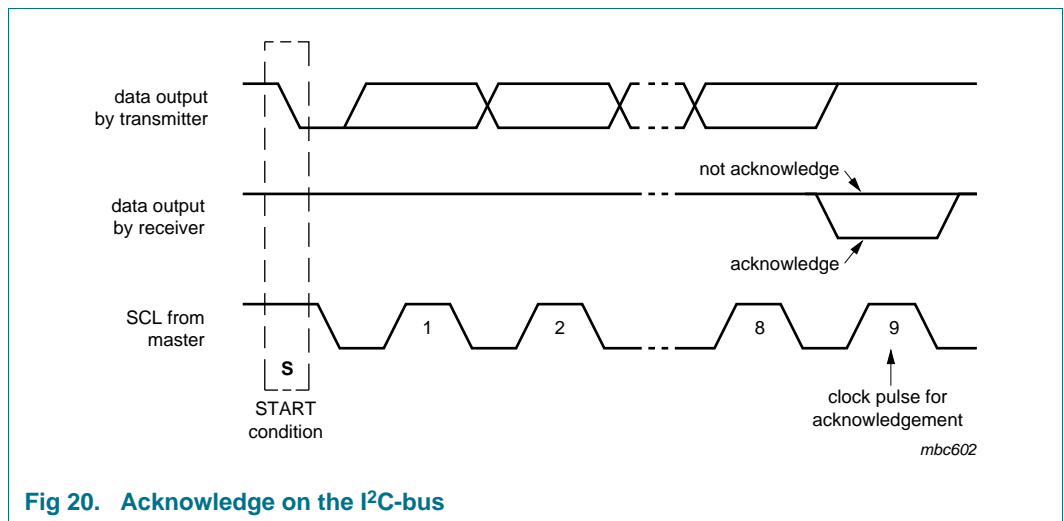 data output
by transmitter
not acknowledge
data output
by receiver
acknowledge
SCL from
master
1
2
8
9
S
START
condition
clock pulse for
acknowledgement
mbc602
Fig 20. Acknowledge on the I²C-bus